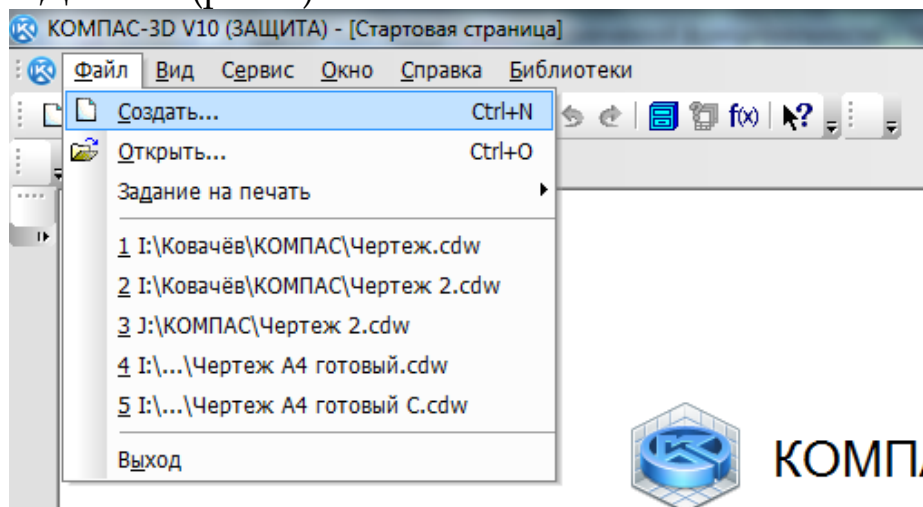 КОМПАС-3D V10 (ЗАЩИТА) - [Стартовая страница]
Файл Вид Сервис Окно Справка Библиотеки
Создать... Ctrl+N
f(x)
Открыть... Ctrl+O
Задание на печать
1 I:\Ковачёв\КОМПАС\Чертеж.cdw
2 I:\Ковачёв\КОМПАС\Чертеж 2.cdw
3 J:\КОМПАС\Чертеж 2.cdw
4 I:\...\Чертеж А4 готовый.cdw
5 I:\...\Чертеж А4 готовый С.cdw
Выход
КОМПА